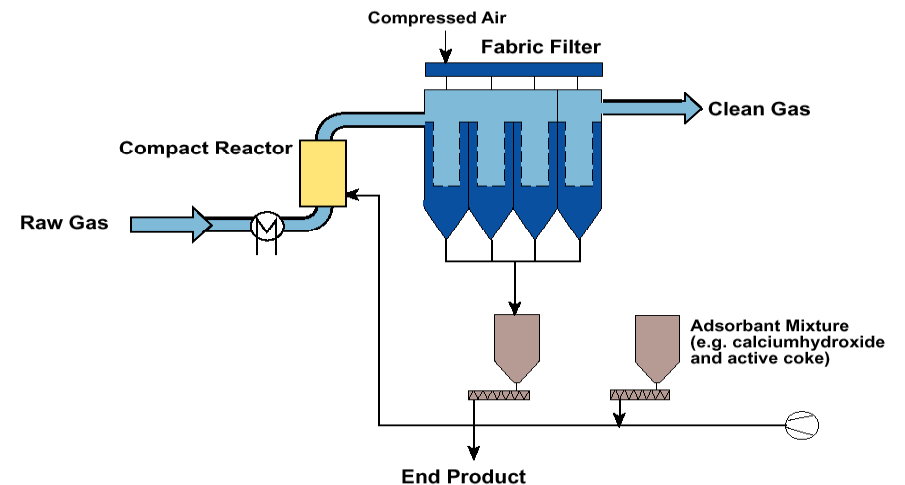 Compressed Air
Fabric Filter
Clean Gas
Compact Reactor
Raw Gas
Adsorbant Mixture
(e.g. calciumhydroxide
and active coke)
End Product